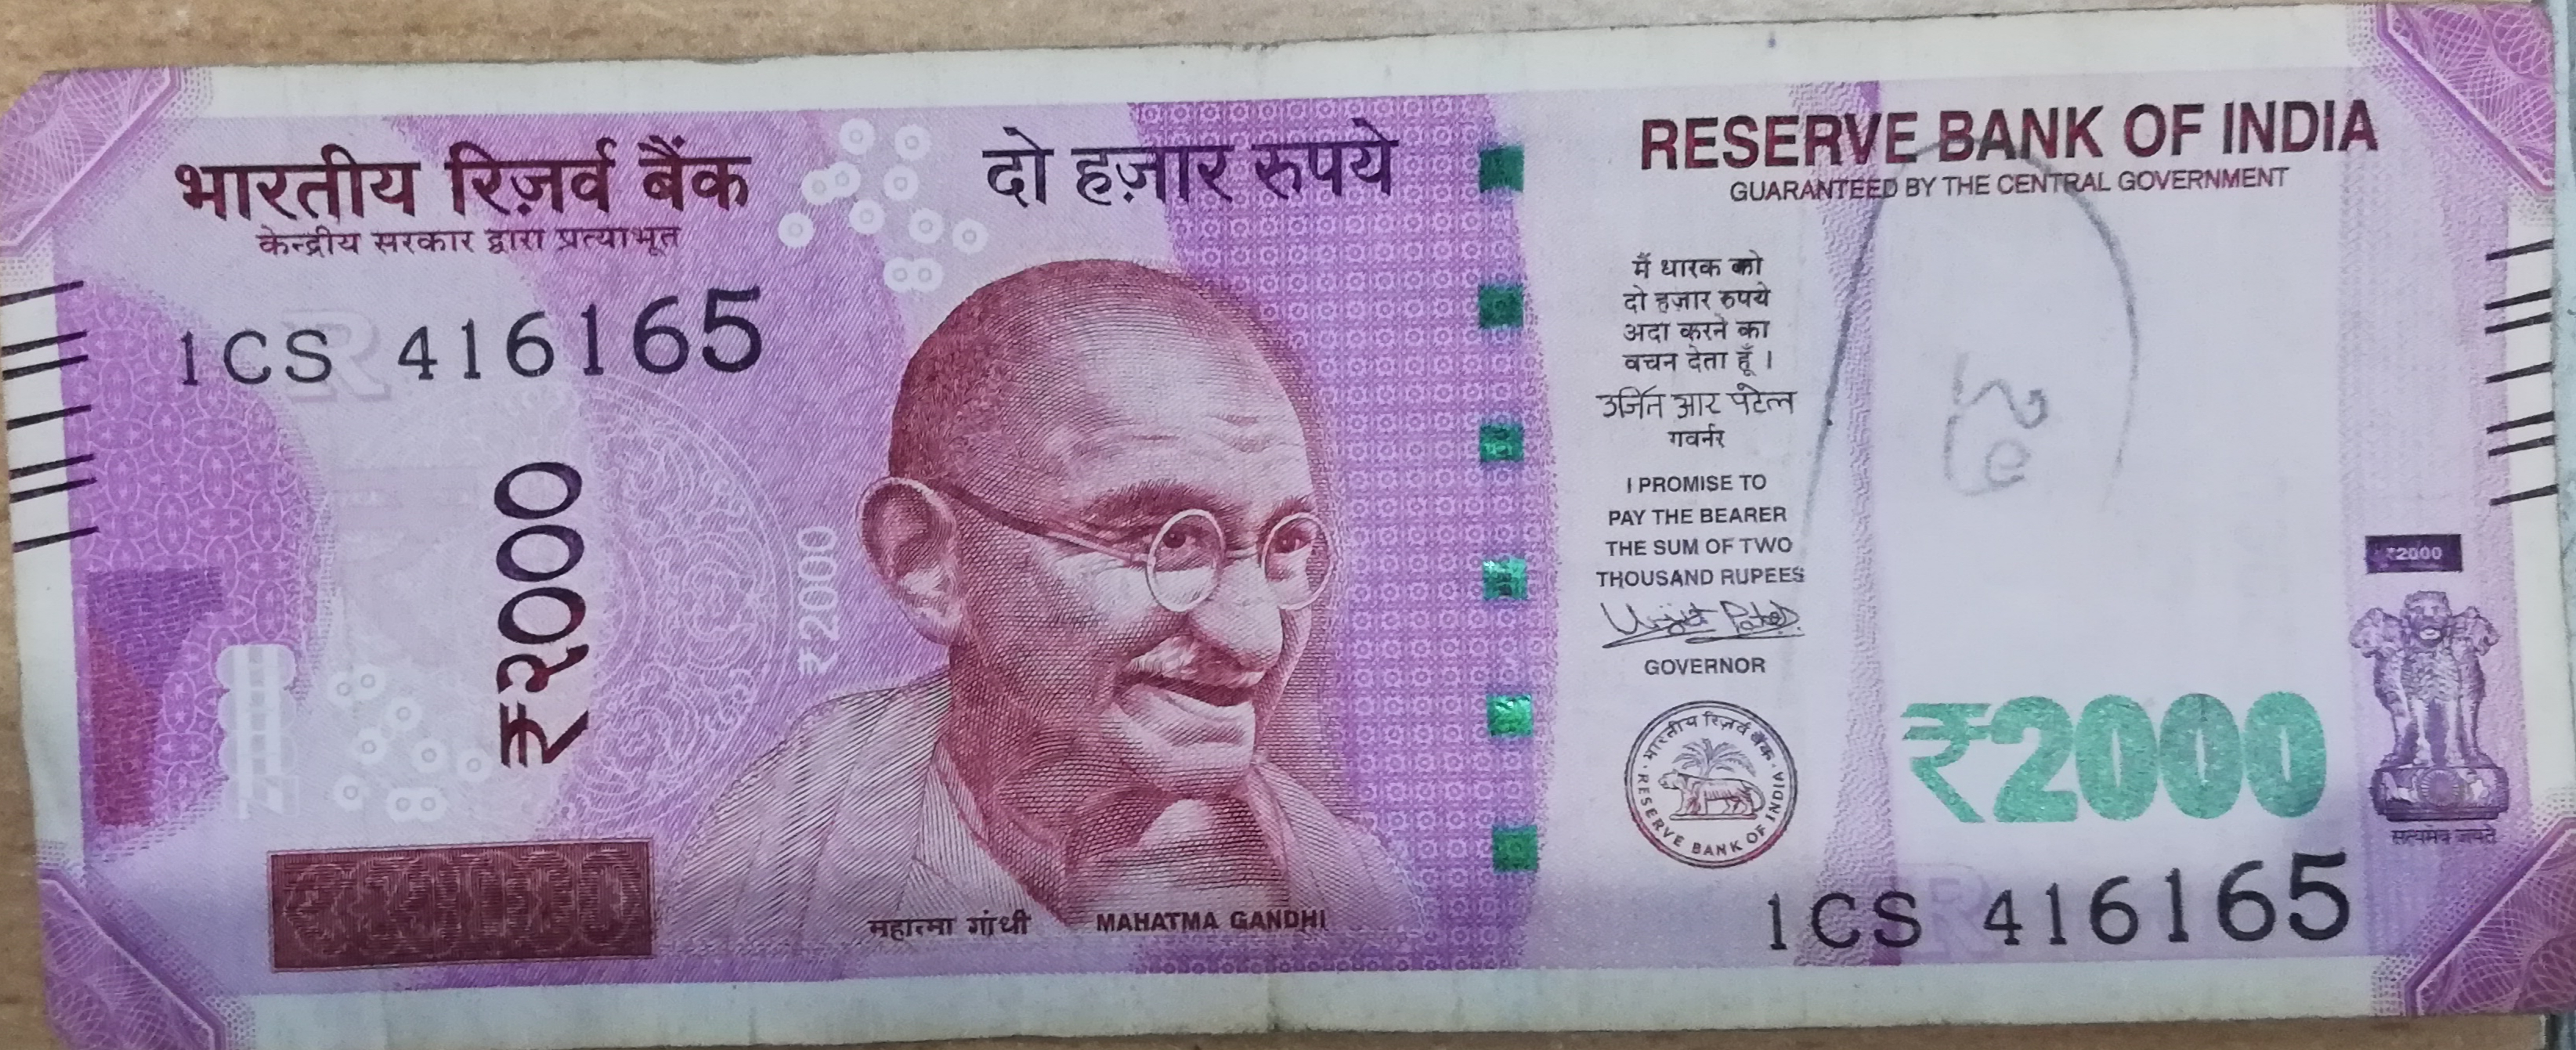 भारतीय रिज़र्व बैंक
केन्द्रीय सरकार द्वारा प्रत्याभूत
1CS 416165
₹२०००
₹2000
दो हज़ार रुपये
महात्मा गांधी MAHATMA GANDHI
RESERVE BANK OF INDIA
GUARANTEED BY THE CENTRAL GOVERNMENT
मैं धारक को
दो हज़ार रुपये
अदा करने का
वचन देता हूँ ।
उर्जित आर पटेल
गवर्नर
I PROMISE TO
PAY THE BEARER
THE SUM OF TWO
THOUSAND RUPEES
Urjit Patel
GOVERNOR
भारतीय रिज़र्व बैंक
RESERVE BANK OF INDIA
₹2000
₹2000
सत्यमेव जयते
1CS 416165